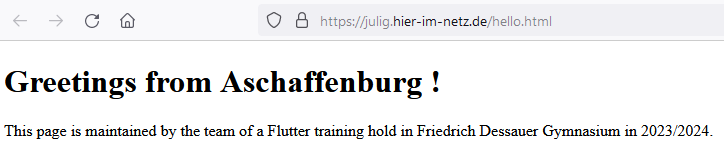 https://julig.hier-im-netz.de/hello.html
Greetings from Aschaffenburg !
This page is maintained by the team of a Flutter training hold in Friedrich Dessauer Gymnasium in 2023/2024.